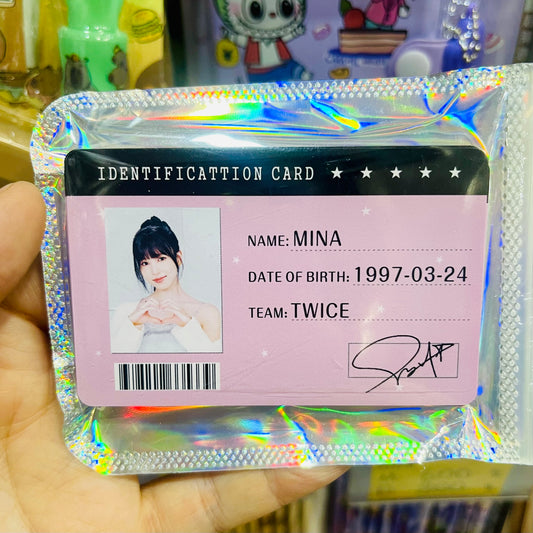 IDENTIFICATTION CARD ★ ★ ★ ★ ★
NAME: MINA
DATE OF BIRTH: 1997-03-24
TEAM: TWICE